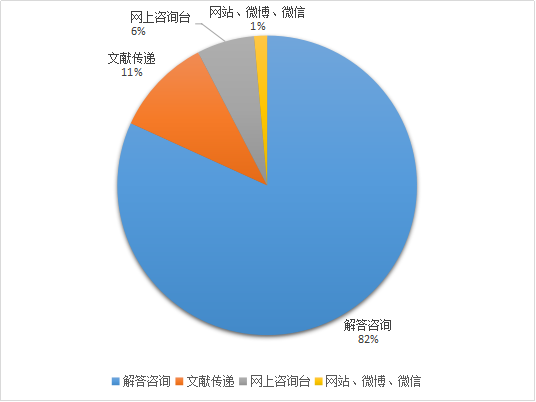 网站、微博、微信
1%
网上咨询台
6%
文献传递
11%
解答咨询
82%
解答咨询 文献传递 网上咨询台 网站、微博、微信